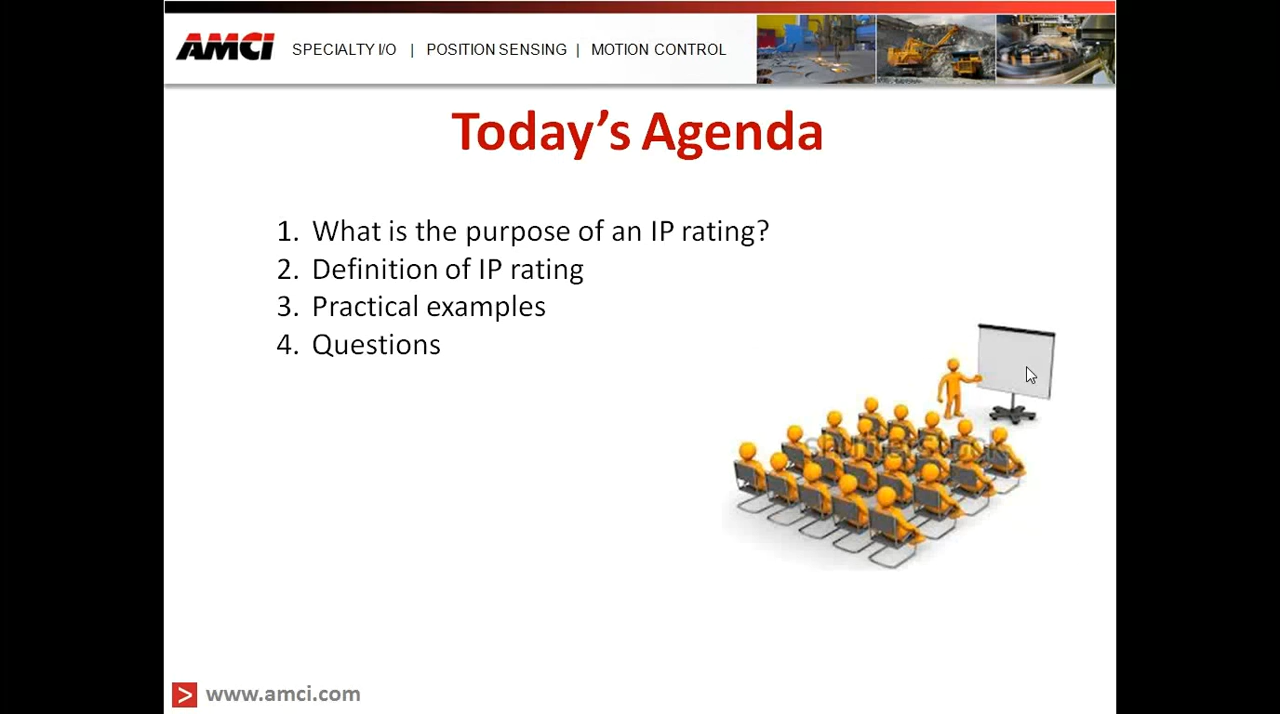 AMCI SPECIALTY I/O | POSITION SENSING | MOTION CONTROL
Today's Agenda
1. What is the purpose of an IP rating?
2. Definition of IP rating
3. Practical examples
4. Questions
shutterstock
> www.amci.com